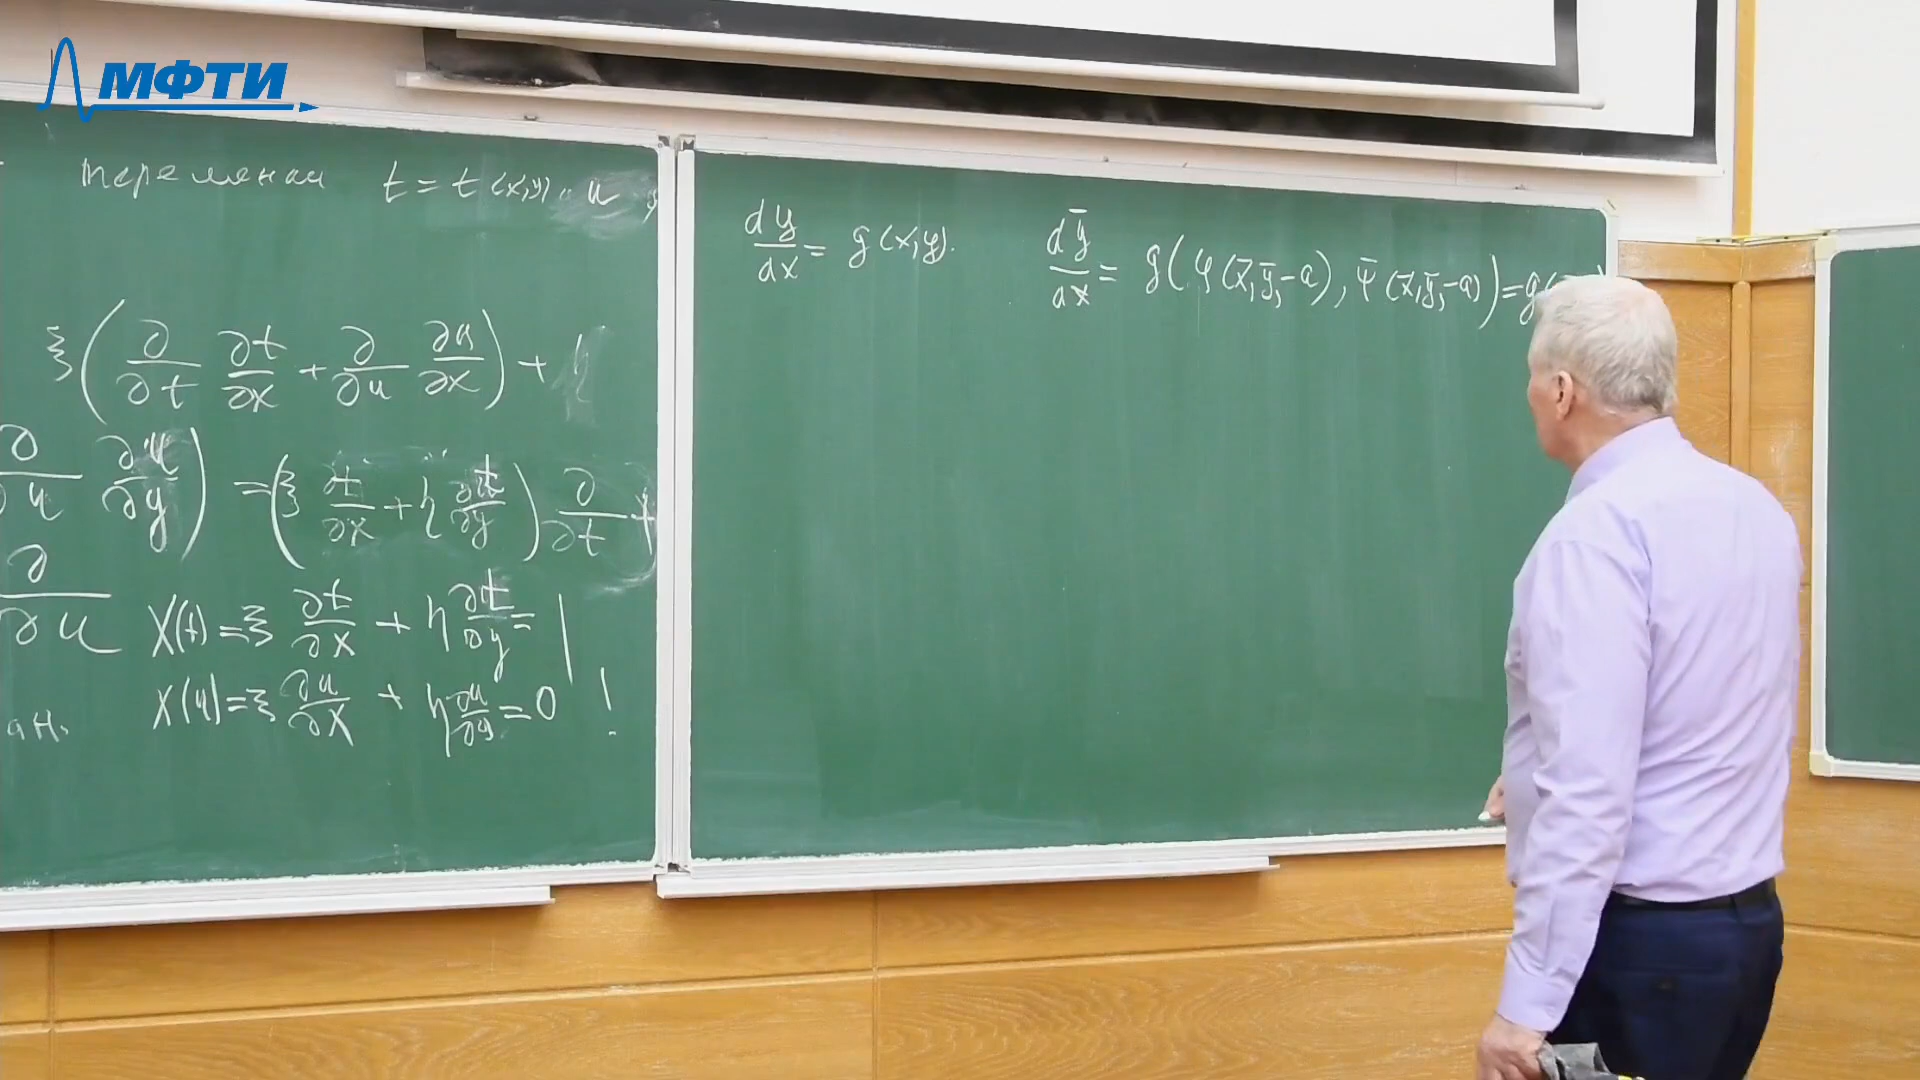 МФТИ
переменная t = t(x,y), u
ξ(∂/∂t ∂t/∂x + ∂/∂u ∂u/∂x) + η
∂/∂u ∂u/∂y) = (ξ ∂t/∂x + η ∂t/∂y) ∂/∂t +
∂/∂u X(t) = ξ ∂t/∂x + η ∂t/∂y = 1
X(u) = ξ ∂u/∂x + η ∂u/∂y = 0 !
dy/dx = g(x,y). dȳ/dx̄ = g(φ(x̄,ȳ,-a), ψ(x̄,ȳ,-a)) = g(